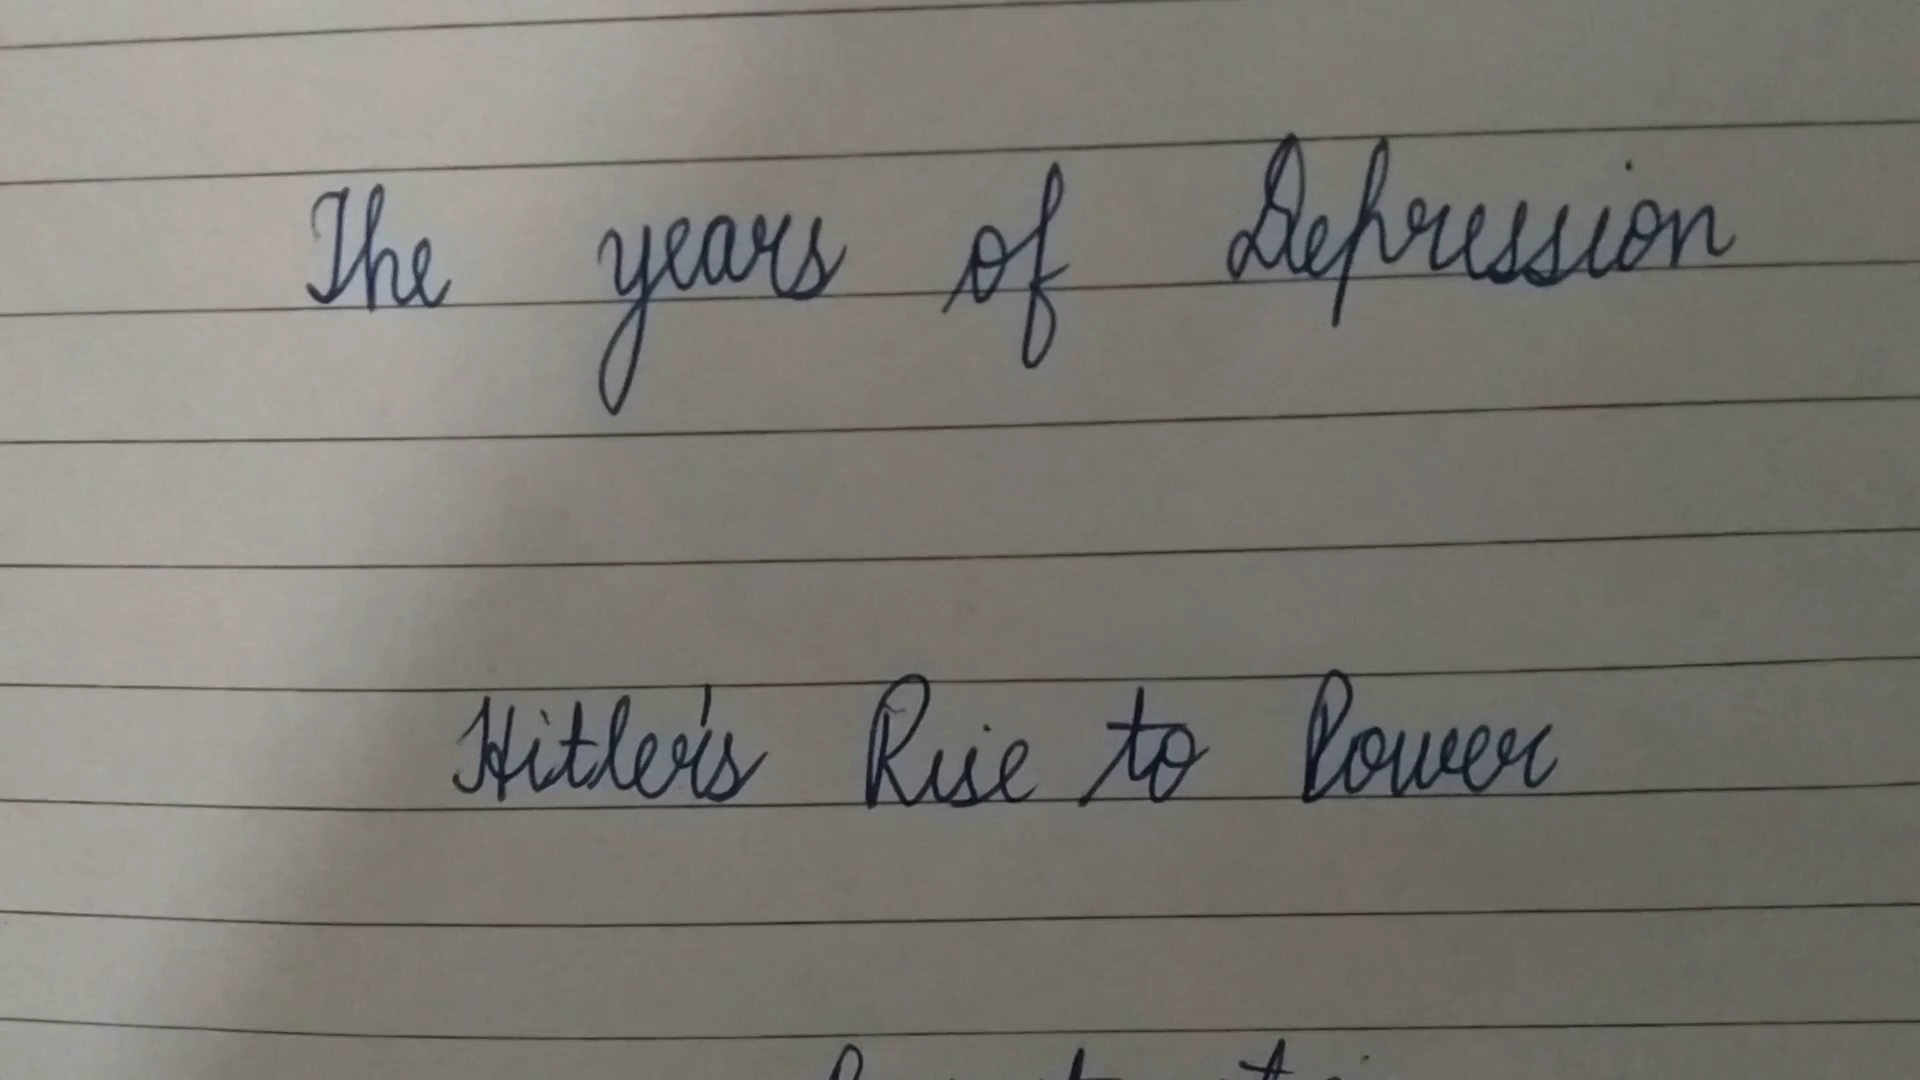 The years of Depression
Hitler's Rise to Power